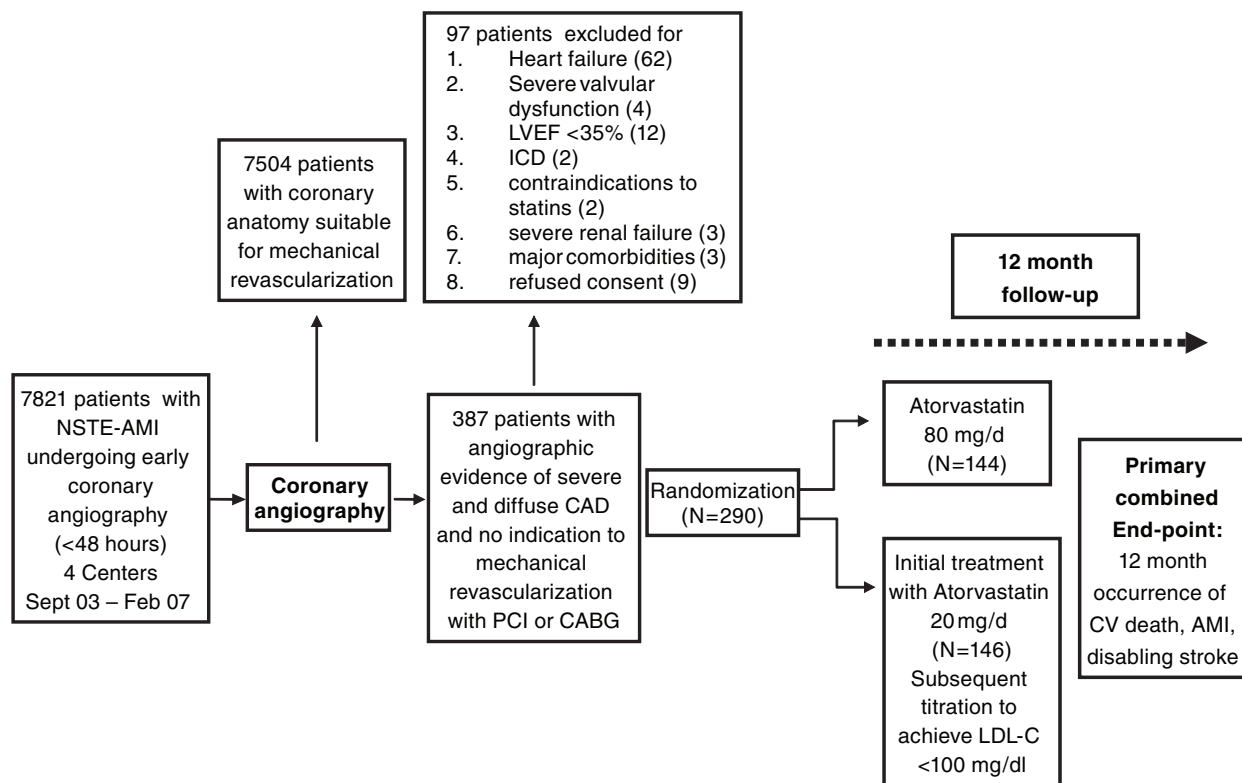 7821 patients with
NSTE-AMI
undergoing early
coronary
angiography
(<48 hours)
4 Centers
Sept 03 – Feb 07
Coronary
angiography
7504 patients
with coronary
anatomy suitable
for mechanical
revascularization
387 patients with
angiographic
evidence of severe
and diffuse CAD
and no indication to
mechanical
revascularization
with PCI or CABG
97 patients excluded for
1. Heart failure (62)
2. Severe valvular
dysfunction (4)
3. LVEF <35% (12)
4. ICD (2)
5. contraindications to
statins (2)
6. severe renal failure (3)
7. major comorbidities (3)
8. refused consent (9)
Randomization
(N=290)
Atorvastatin
80 mg/d
(N=144)
Initial treatment
with Atorvastatin
20 mg/d
(N=146)
Subsequent
titration to
achieve LDL-C
<100 mg/dl
12 month
follow-up
Primary
combined
End-point:
12 month
occurrence of
CV death, AMI,
disabling stroke